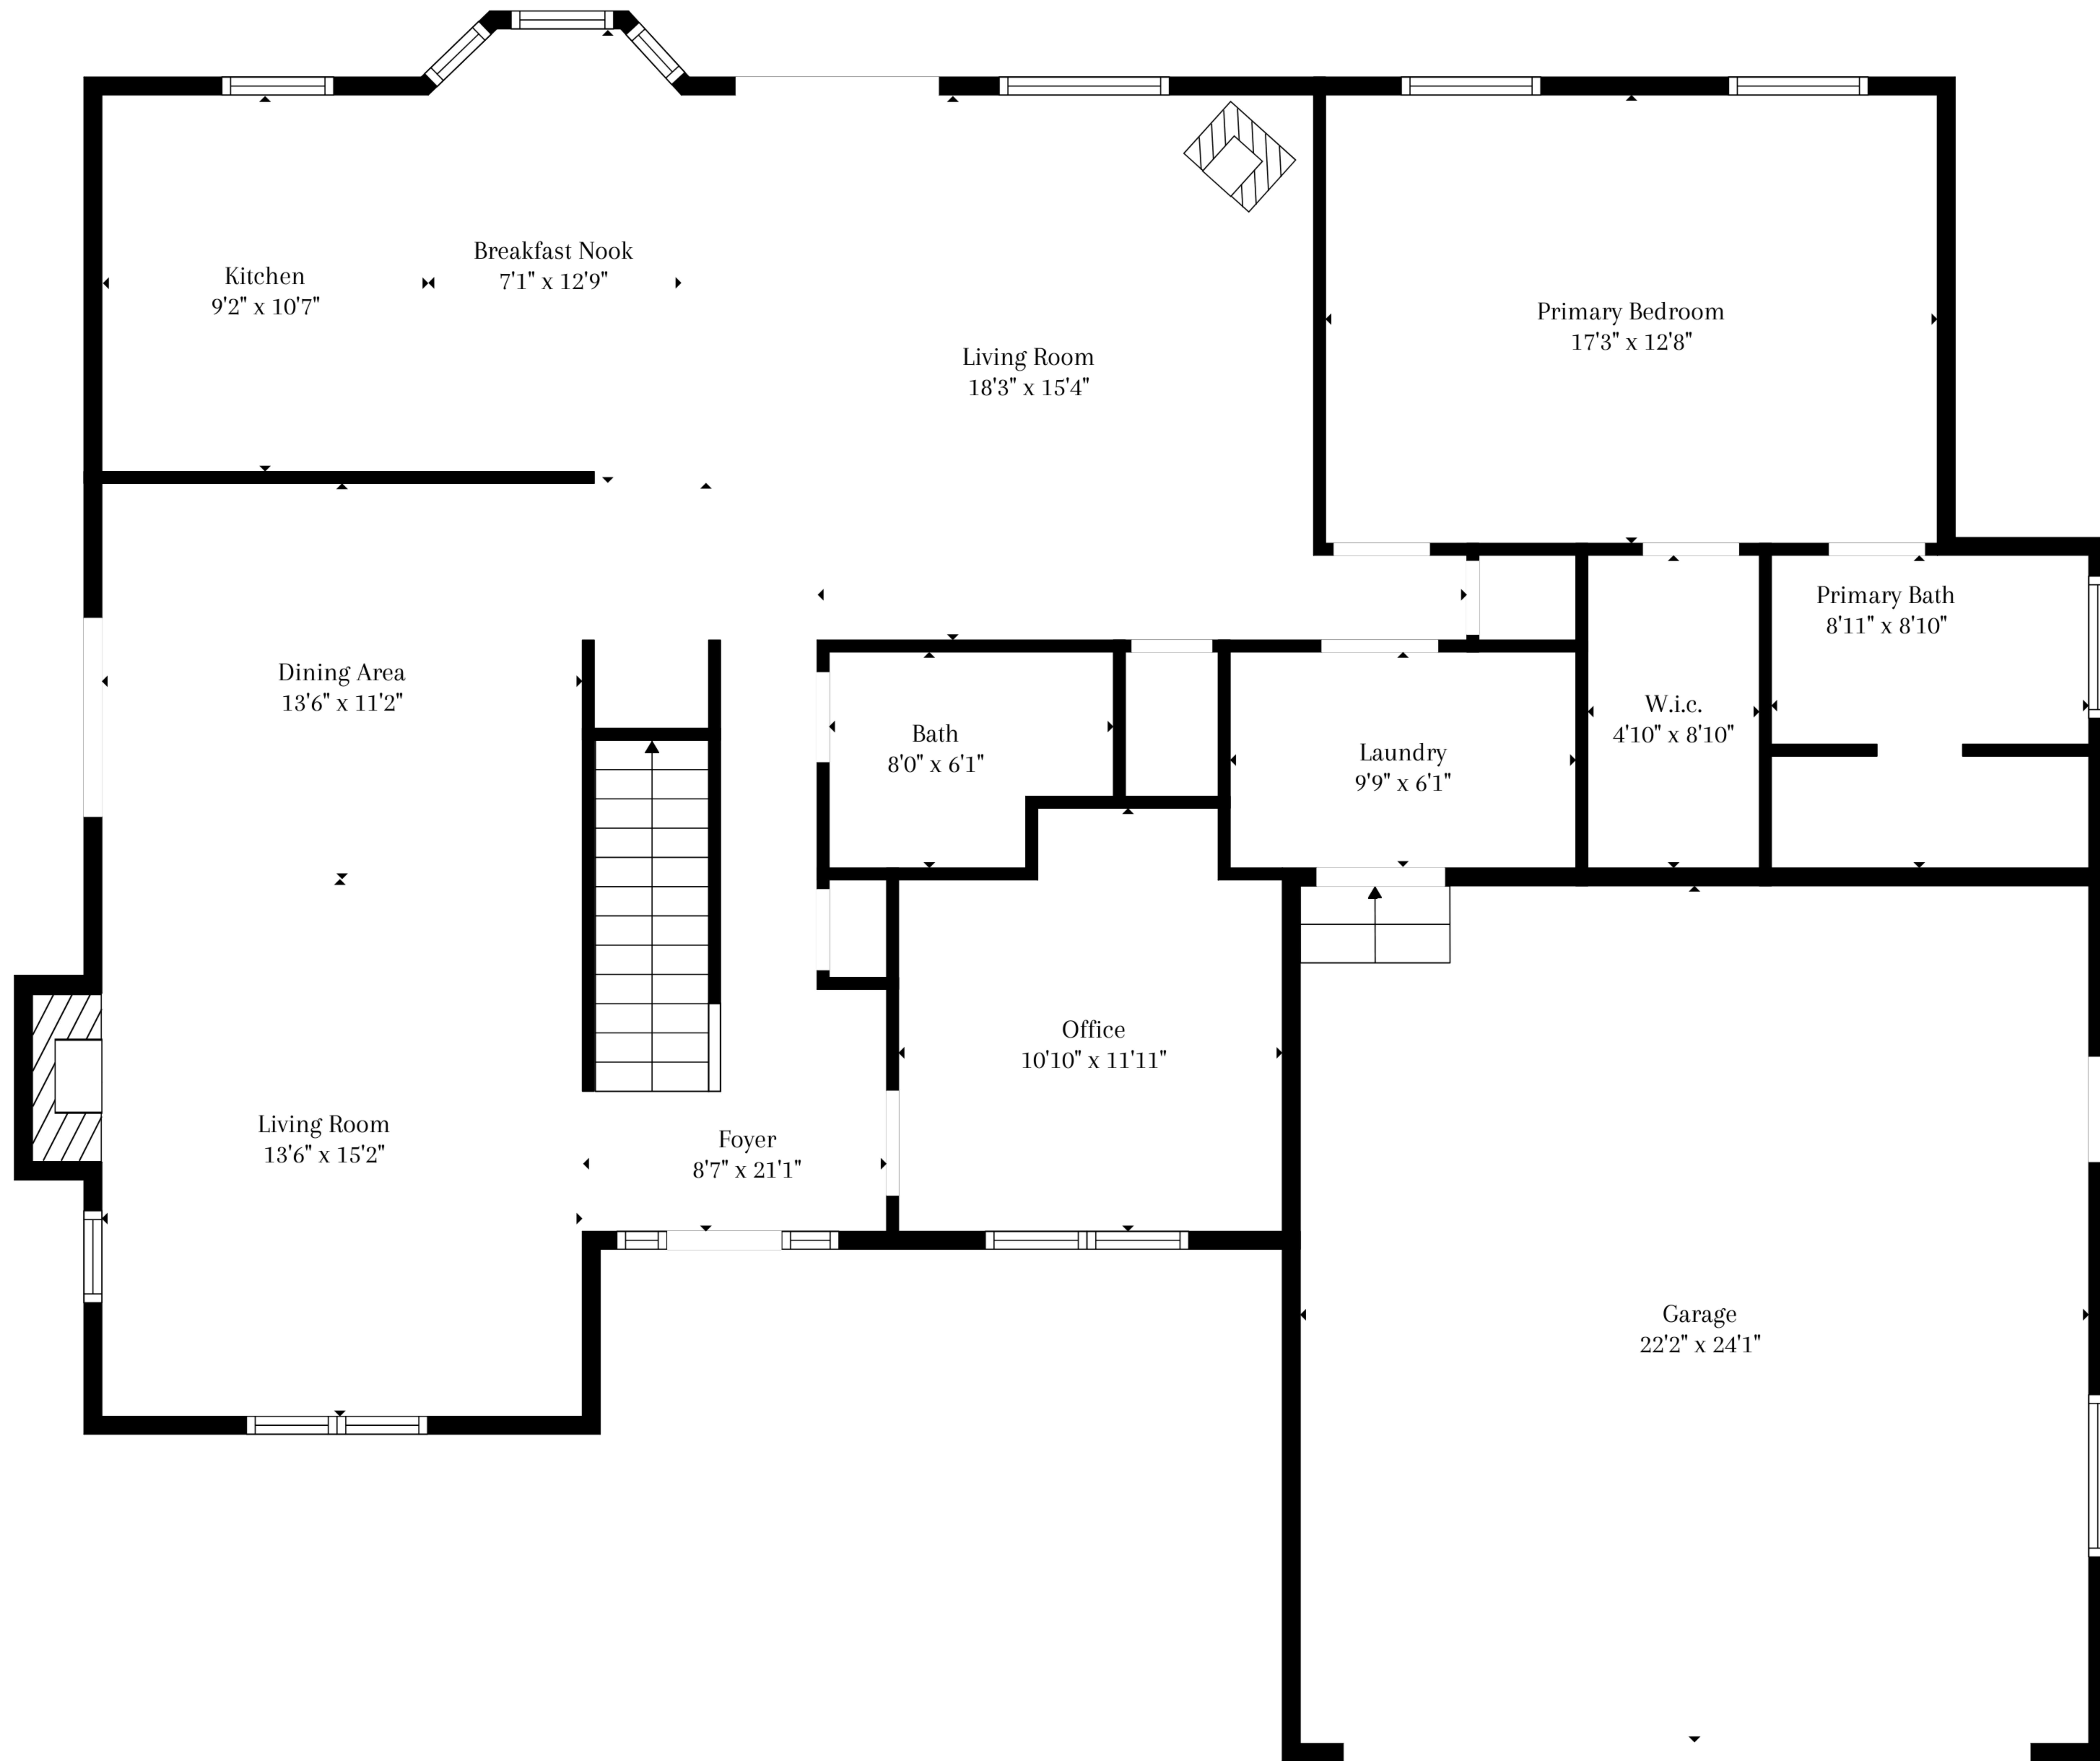 Breakfast Nook
7'1" x 12'9"
Kitchen
9'2" x 10'7"
Living Room
18'3" x 15'4"
Primary Bedroom
17'3" x 12'8"
Primary Bath
8'11" x 8'10"
Dining Area
13'6" x 11'2"
Bath
8'0" x 6'1"
Laundry
9'9" x 6'1"
W.i.c.
4'10" x 8'10"
Office
10'10" x 11'11"
Living Room
13'6" x 15'2"
Foyer
8'7" x 21'1"
Garage
22'2" x 24'1"